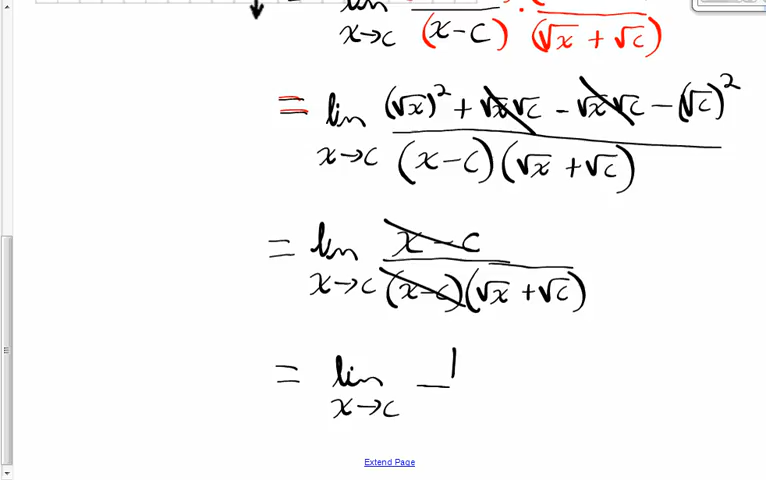 lim x→c /(x-c) · /(√x + √c)
= lim x→c ((√x)² + √x√c - √x√c - (√c)²)/((x-c)(√x + √c))
= lim x→c (x-c)/((x-c)(√x + √c))
= lim x→c 1/
Extend Page